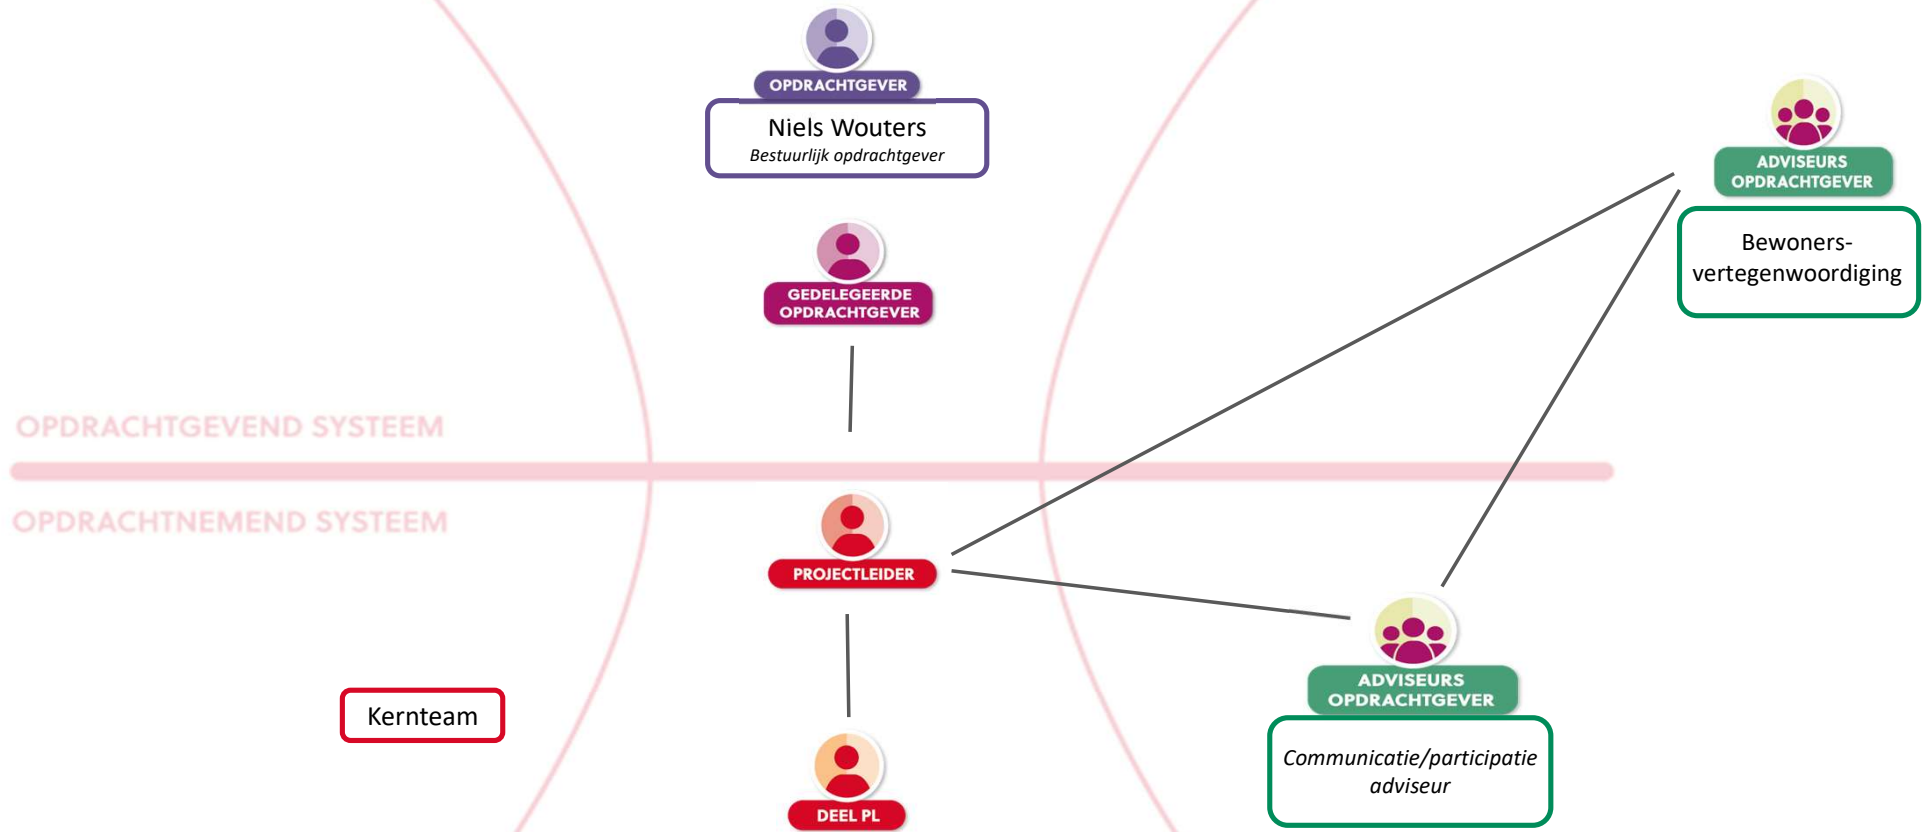 OPDRACHTGEVER
Niels Wouters
Bestuurlijk opdrachtgever
ADVISEURS
OPDRACHTGEVER
Bewoners-
vertegenwoordiging
GEDELEGEERDE
OPDRACHTGEVER
OPDRACHTGEVEND SYSTEEM
OPDRACHTNEMEND SYSTEEM
PROJECTLEIDER
ADVISEURS
OPDRACHTGEVER
Communicatie/participatie
adviseur
Kernteam
DEEL PL